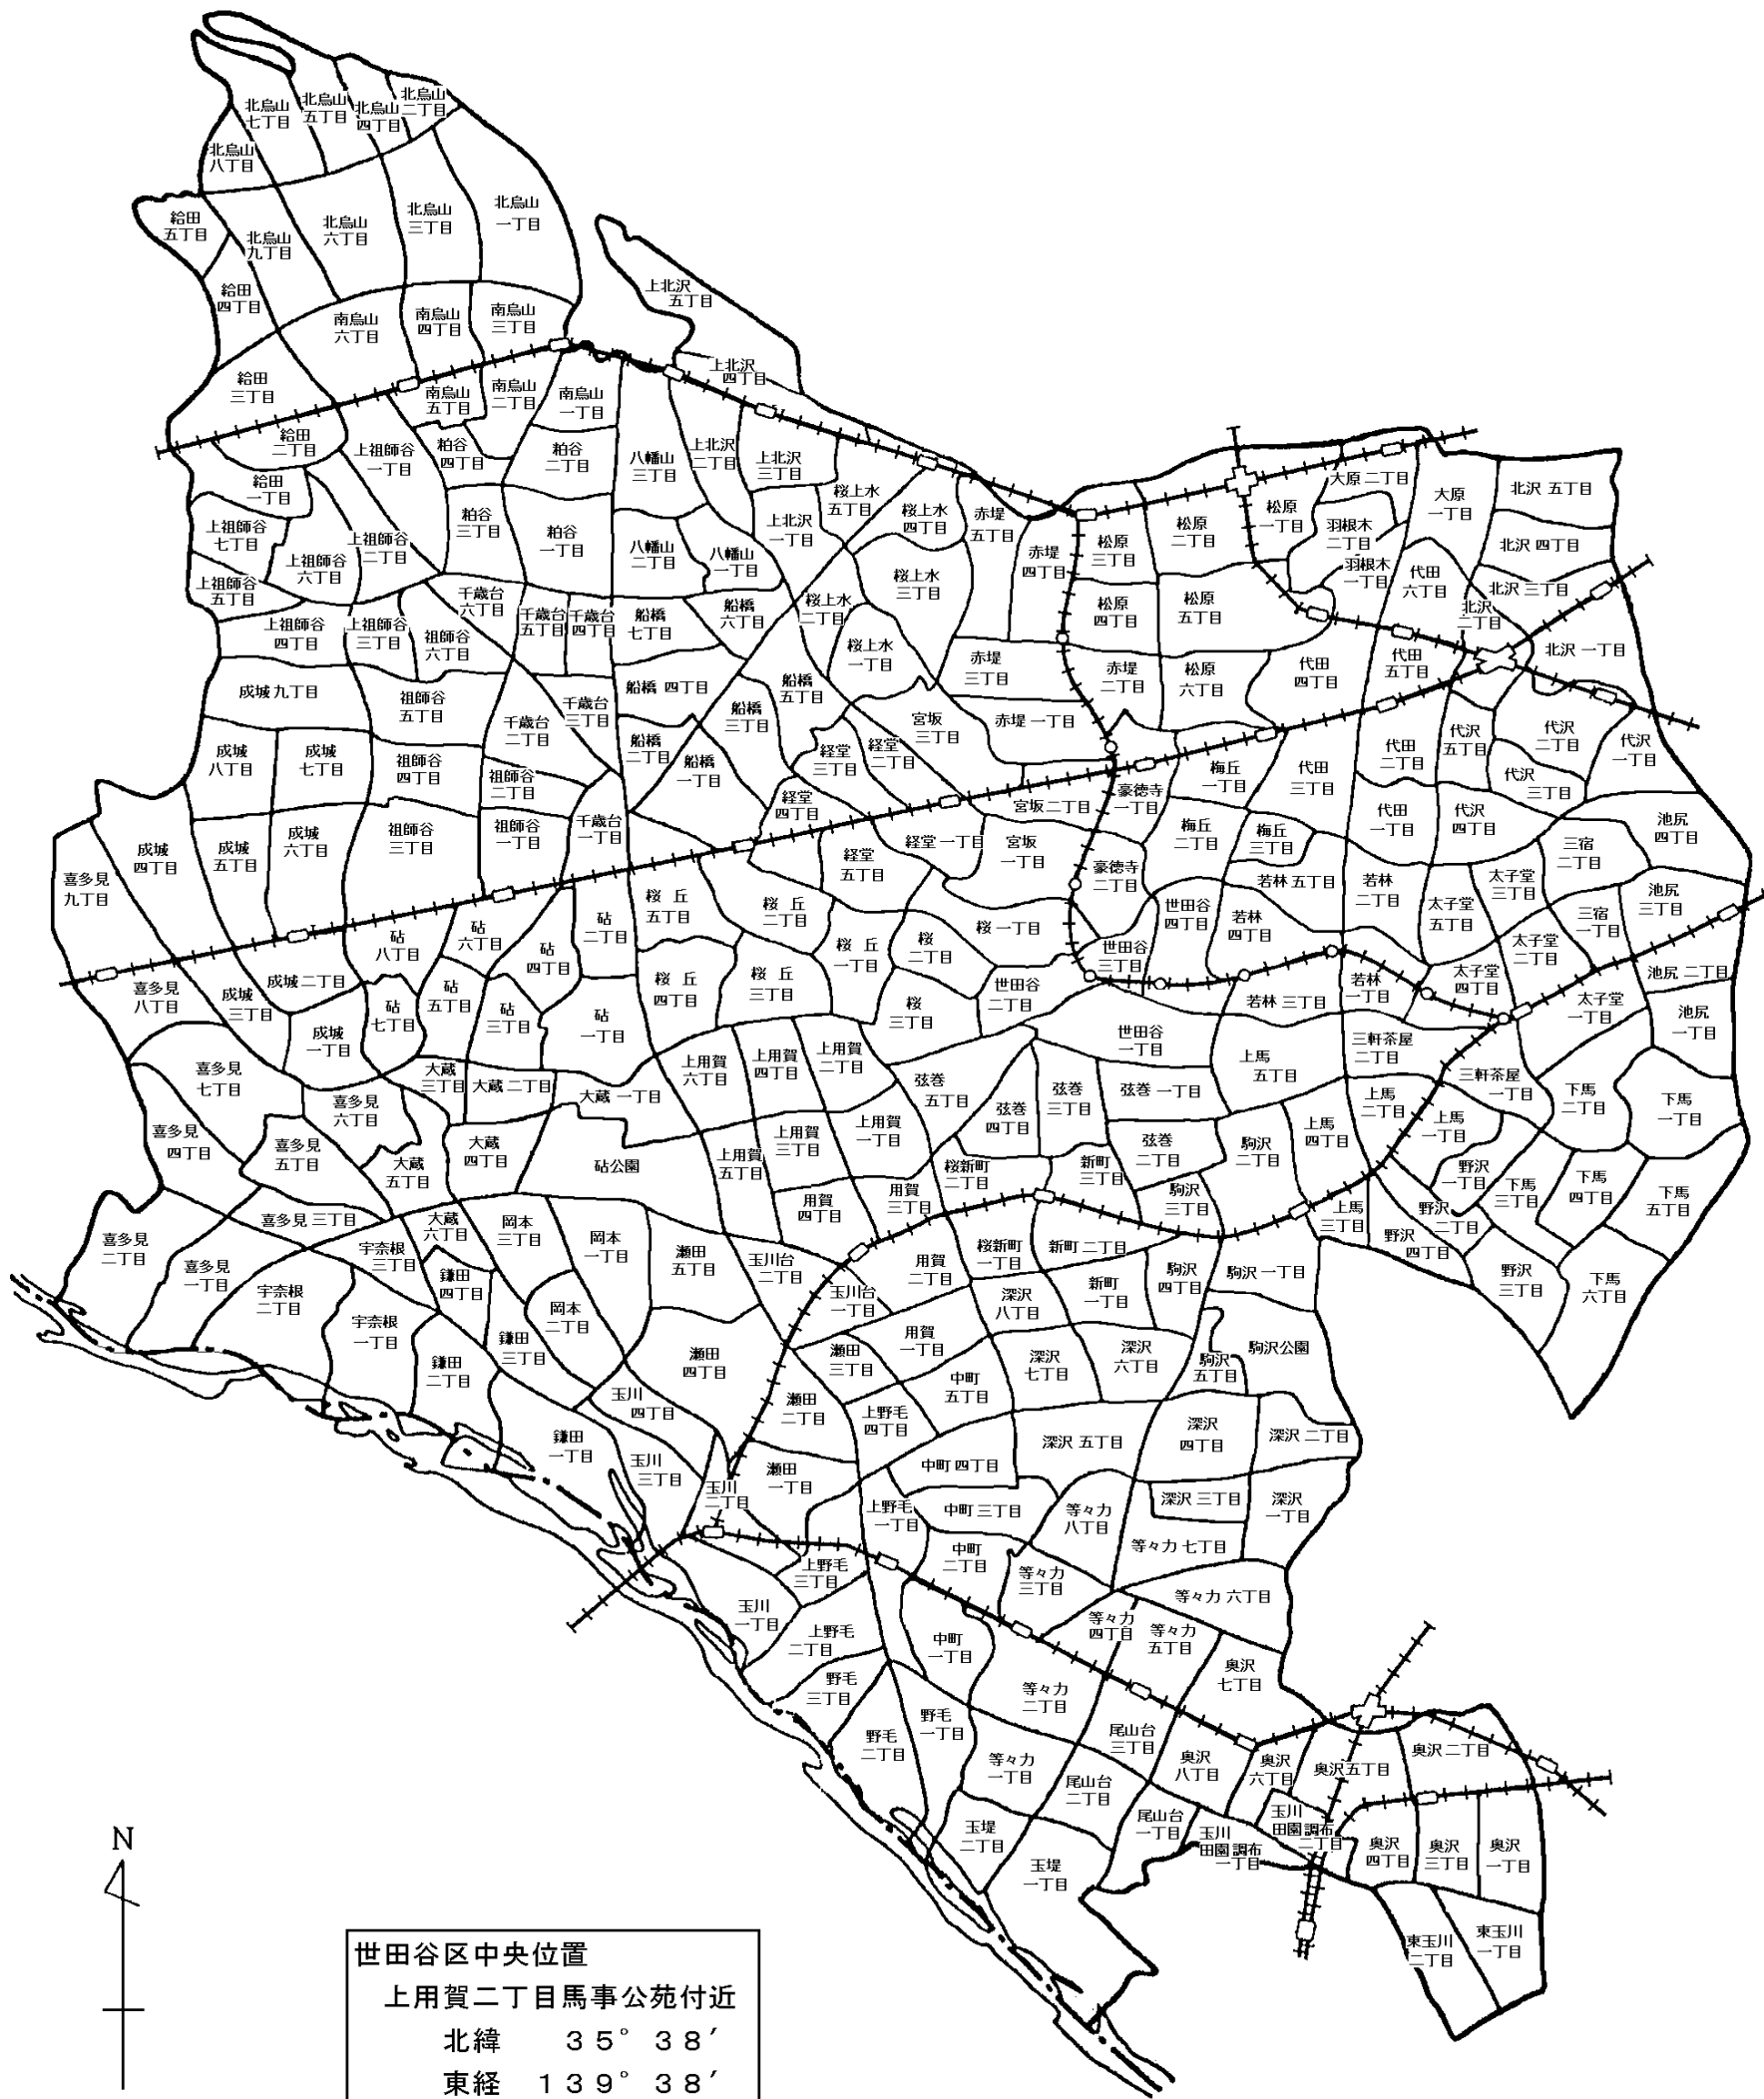 北烏山
二丁目
北烏山
四丁目
北烏山
五丁目
北烏山
七丁目
北烏山
八丁目
北烏山
一丁目
北烏山
三丁目
北烏山
六丁目
北烏山
九丁目
給田
五丁目
給田
四丁目
南烏山
三丁目
南烏山
四丁目
南烏山
六丁目
給田
三丁目
上北沢
五丁目
上北沢
四丁目
南烏山
五丁目
南烏山
二丁目
南烏山
一丁目
給田
二丁目
給田
一丁目
上祖師谷
一丁目
粕谷
四丁目
粕谷
二丁目
八幡山
三丁目
上北沢
二丁目
上北沢
三丁目
桜上水
五丁目
桜上水
四丁目
赤堤
五丁目
赤堤
四丁目
松原
三丁目
松原
二丁目
松原
一丁目
大原 二丁目
大原
一丁目
羽根木
二丁目
羽根木
一丁目
北沢 五丁目
北沢 四丁目
北沢 三丁目
北沢
二丁目
北沢 一丁目
上祖師谷
七丁目
上祖師谷
六丁目
上祖師谷
二丁目
上祖師谷
五丁目
上祖師谷
四丁目
上祖師谷
三丁目
粕谷
三丁目
粕谷
一丁目
八幡山
二丁目
八幡山
一丁目
上北沢
一丁目
桜上水
三丁目
桜上水
二丁目
桜上水
一丁目
千歳台
六丁目
千歳台
五丁目
千歳台
四丁目
船橋
七丁目
船橋
六丁目
祖師谷
六丁目
松原
四丁目
松原
五丁目
代田
六丁目
代田
五丁目
代田
四丁目
松原
六丁目
赤堤
二丁目
赤堤
三丁目
赤堤 一丁目
成城 九丁目
祖師谷
五丁目
千歳台
三丁目
千歳台
二丁目
船橋 四丁目
船橋
五丁目
船橋
三丁目
船橋
二丁目
船橋
一丁目
宮坂
三丁目
経堂
二丁目
経堂
三丁目
経堂
四丁目
成城
八丁目
成城
七丁目
祖師谷
四丁目
祖師谷
二丁目
祖師谷
一丁目
祖師谷
三丁目
千歳台
一丁目
宮坂二丁目
豪徳寺
一丁目
梅丘
一丁目
代田
三丁目
代田
二丁目
代沢
五丁目
代沢
二丁目
代沢
一丁目
代沢
三丁目
代沢
四丁目
代田
一丁目
梅丘
二丁目
梅丘
三丁目
池尻
四丁目
三宿
二丁目
喜多見
九丁目
成城
四丁目
成城
五丁目
成城
六丁目
経堂 一丁目
経堂
五丁目
宮坂
一丁目
豪徳寺
二丁目
若林 五丁目
若林
二丁目
太子堂
三丁目
太子堂
五丁目
池尻
三丁目
三宿
一丁目
世田谷
四丁目
若林
四丁目
太子堂
二丁目
太子堂
四丁目
池尻 二丁目
太子堂
一丁目
池尻
一丁目
砧
八丁目
砧
六丁目
砧
四丁目
砧
二丁目
桜 丘
五丁目
桜 丘
二丁目
桜 丘
一丁目
桜
二丁目
桜 一丁目
世田谷
三丁目
世田谷
二丁目
若林 三丁目
若林
一丁目
喜多見
八丁目
成城 二丁目
成城
三丁目
成城
一丁目
砧
七丁目
砧
五丁目
砧
三丁目
砧
一丁目
桜 丘
四丁目
桜 丘
三丁目
桜
三丁目
世田谷
一丁目
上馬
五丁目
三軒茶屋
二丁目
三軒茶屋
一丁目
喜多見
七丁目
喜多見
六丁目
大蔵
三丁目
大蔵 二丁目
大蔵 一丁目
上用賀
六丁目
上用賀
四丁目
上用賀
二丁目
弦巻
五丁目
弦巻
四丁目
弦巻
三丁目
弦巻 一丁目
上馬
二丁目
上馬
一丁目
上馬
四丁目
下馬
二丁目
下馬
一丁目
喜多見
四丁目
喜多見
五丁目
大蔵
五丁目
大蔵
四丁目
砧公園
上用賀
五丁目
上用賀
三丁目
上用賀
一丁目
桜新町
二丁目
新町
三丁目
弦巻
二丁目
駒沢
二丁目
駒沢
三丁目
野沢
一丁目
下馬
三丁目
下馬
四丁目
下馬
五丁目
喜多見
二丁目
喜多見 三丁目
喜多見
一丁目
宇奈根
三丁目
宇奈根
二丁目
宇奈根
一丁目
大蔵
六丁目
岡本
三丁目
岡本
一丁目
瀬田
五丁目
用賀
四丁目
用賀
三丁目
玉川台
二丁目
玉川台
一丁目
用賀
二丁目
桜新町
一丁目
新町 二丁目
新町
一丁目
駒沢
四丁目
駒沢 一丁目
上馬
三丁目
野沢
二丁目
野沢
四丁目
野沢
三丁目
下馬
六丁目
鎌田
四丁目
鎌田
三丁目
鎌田
二丁目
岡本
二丁目
瀬田
四丁目
瀬田
三丁目
用賀
一丁目
深沢
八丁目
深沢
七丁目
深沢
六丁目
駒沢
五丁目
駒沢公園
鎌田
一丁目
玉川
四丁目
玉川
三丁目
瀬田
二丁目
瀬田
一丁目
玉川
二丁目
上野毛
四丁目
中町
五丁目
中町 四丁目
深沢 五丁目
深沢
四丁目
深沢 二丁目
深沢 三丁目
深沢
一丁目
上野毛
一丁目
中町 三丁目
中町
二丁目
等々力
八丁目
等々力 七丁目
等々力
三丁目
等々力 六丁目
上野毛
三丁目
玉川
一丁目
上野毛
二丁目
中町
一丁目
等々力
四丁目
等々力
五丁目
奥沢
七丁目
野毛
三丁目
野毛
二丁目
野毛
一丁目
等々力
二丁目
等々力
一丁目
尾山台
三丁目
尾山台
二丁目
尾山台
一丁目
奥沢
八丁目
奥沢
六丁目
奥沢五丁目
奥沢 二丁目
玉川
田園調布
二丁目
玉川
田園調布
一丁目
奥沢
四丁目
奥沢
三丁目
奥沢
一丁目
玉堤
二丁目
玉堤
一丁目
東玉川
二丁目
東玉川
一丁目
N
世田谷区中央位置
上用賀二丁目馬事公苑付近
北緯 35°38′
東経 139°38′